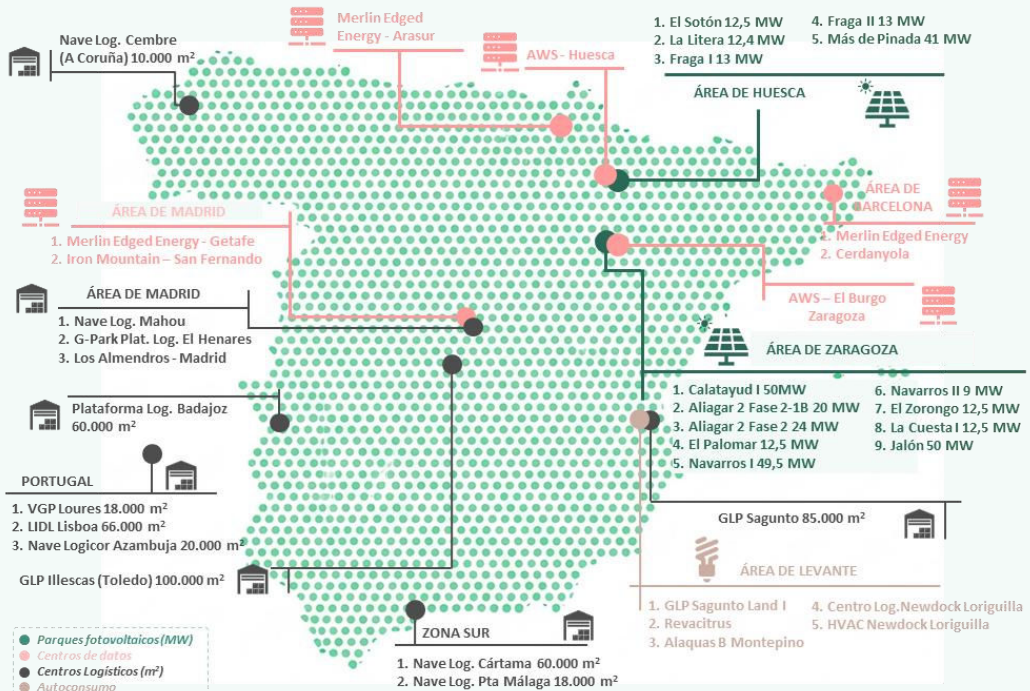 Nave Log. Cembre
(A Coruña) 10.000 m²
Merlin Edged
Energy - Arasur
AWS - Huesca
1. El Sotón 12,5 MW
2. La Litera 12,4 MW
3. Fraga I 13 MW
4. Fraga II 13 MW
5. Más de Pinada 41 MW
ÁREA DE HUESCA
ÁREA DE MADRID
1. Merlin Edged Energy - Getafe
2. Iron Mountain – San Fernando
ÁREA DE
BARCELONA
1. Merlin Edged Energy
2. Cerdanyola
ÁREA DE MADRID
1. Nave Log. Mahou
2. G-Park Plat. Log. El Henares
3. Los Almendros - Madrid
AWS – El Burgo
Zaragoza
ÁREA DE ZARAGOZA
1. Calatayud I 50MW
2. Aliagar 2 Fase 2-1B 20 MW
3. Aliagar 2 Fase 2 24 MW
4. El Palomar 12,5 MW
5. Navarros I 49,5 MW
6. Navarros II 9 MW
7. El Zorongo 12,5 MW
8. La Cuesta I 12,5 MW
9. Jalón 50 MW
Plataforma Log. Badajoz
60.000 m²
PORTUGAL
1. VGP Loures 18.000 m²
2. LIDL Lisboa 66.000 m²
3. Nave Logicor Azambuja 20.000 m²
GLP Sagunto 85.000 m²
GLP Illescas (Toledo) 100.000 m²
ÁREA DE LEVANTE
1. GLP Sagunto Land I
2. Revacitrus
3. Alaquas B Montepino
4. Centro Log. Newdock Loriguilla
5. HVAC Newdock Loriguilla
ZONA SUR
1. Nave Log. Cártama 60.000 m²
2. Nave Log. Pta Málaga 18.000 m²
Parques fotovoltaicos (MW)
Centros de datos
Centros Logísticos (m²)
Autoconsumo